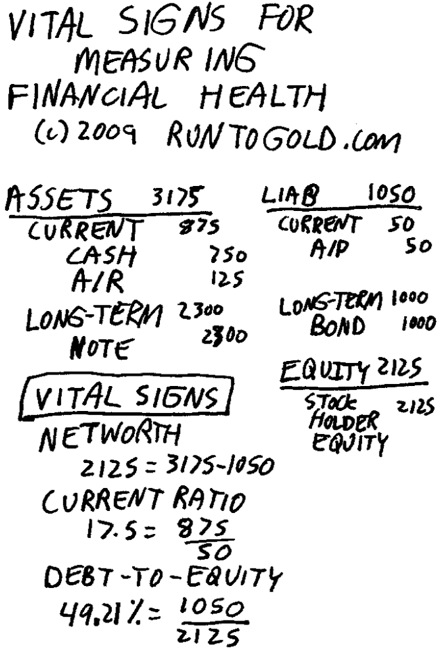 VITAL SIGNS FOR
MEASURING
FINANCIAL HEALTH
(c) 2009 RUNTOGOLD.COM
ASSETS 3175
CURRENT 875
CASH 750
A/R 125
LONG-TERM 2300
NOTE 2300
LIAB 1050
CURRENT 50
A/P 50
LONG-TERM 1000
BOND 1000
EQUITY 2125
STOCK 2125
HOLDER
EQUITY
VITAL SIGNS
NETWORTH
2125 = 3175-1050
CURRENT RATIO
17.5 = 875
50
DEBT-TO-EQUITY
49.21% = 1050
2125